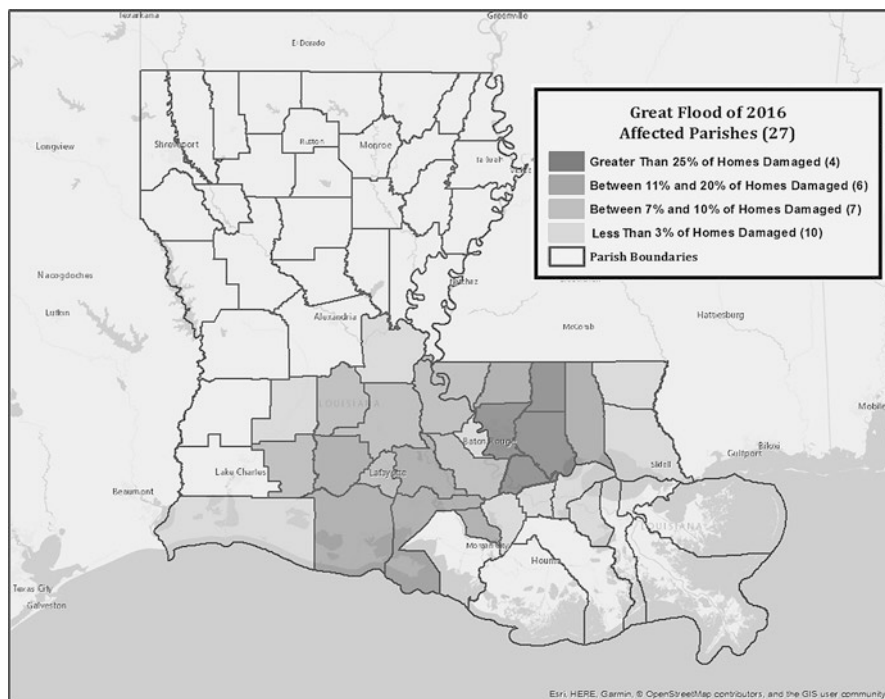 Texarkana
Greenville
El Dorado
Great Flood of 2016
Affected Parishes (27)
Greater Than 25% of Homes Damaged (4)
Between 11% and 20% of Homes Damaged (6)
Between 7% and 10% of Homes Damaged (7)
Less Than 3% of Homes Damaged (10)
Parish Boundaries
Longview
Shreveport
Ruston
Monroe
Tallulah
Nacogdoches
Lufkin
Natchez
Alexandria
McComb
Hattiesburg
LOUISIANA
Mobile
Baton Rouge
Biloxi
Gulfport
Slidell
Lake Charles
Lafayette
Beaumont
LOUISIANA
Morgan City
Houma
Texas City
Galveston
Esri, HERE, Garmin, © OpenStreetMap contributors, and the GIS user community